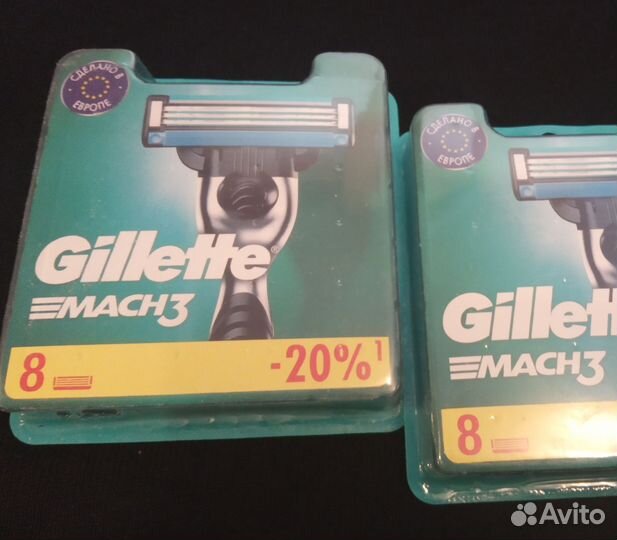 СДЕЛАНО В
ЕВРОПЕ
Gillette®
MACH3
8
-20%¹
СДЕЛАНО В
ЕВРОПЕ
Gillett
MACH3
8
Avito